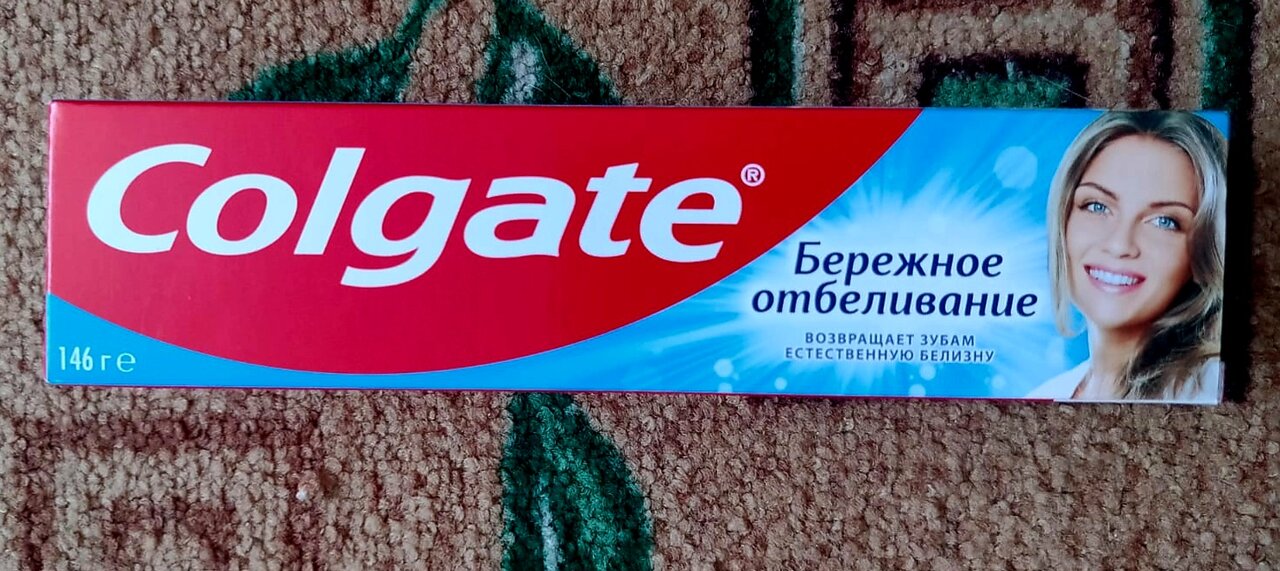 Colgate®
Бережное
отбеливание
ВОЗВРАЩАЕТ ЗУБАМ
ЕСТЕСТВЕННУЮ БЕЛИЗНУ
146 г ℮